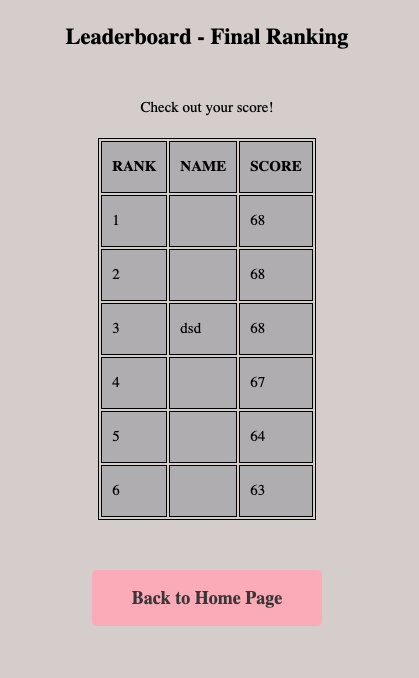 Leaderboard - Final Ranking
Check out your score!
RANK NAME SCORE
1 68
2 68
3 dsd 68
4 67
5 64
6 63
Back to Home Page